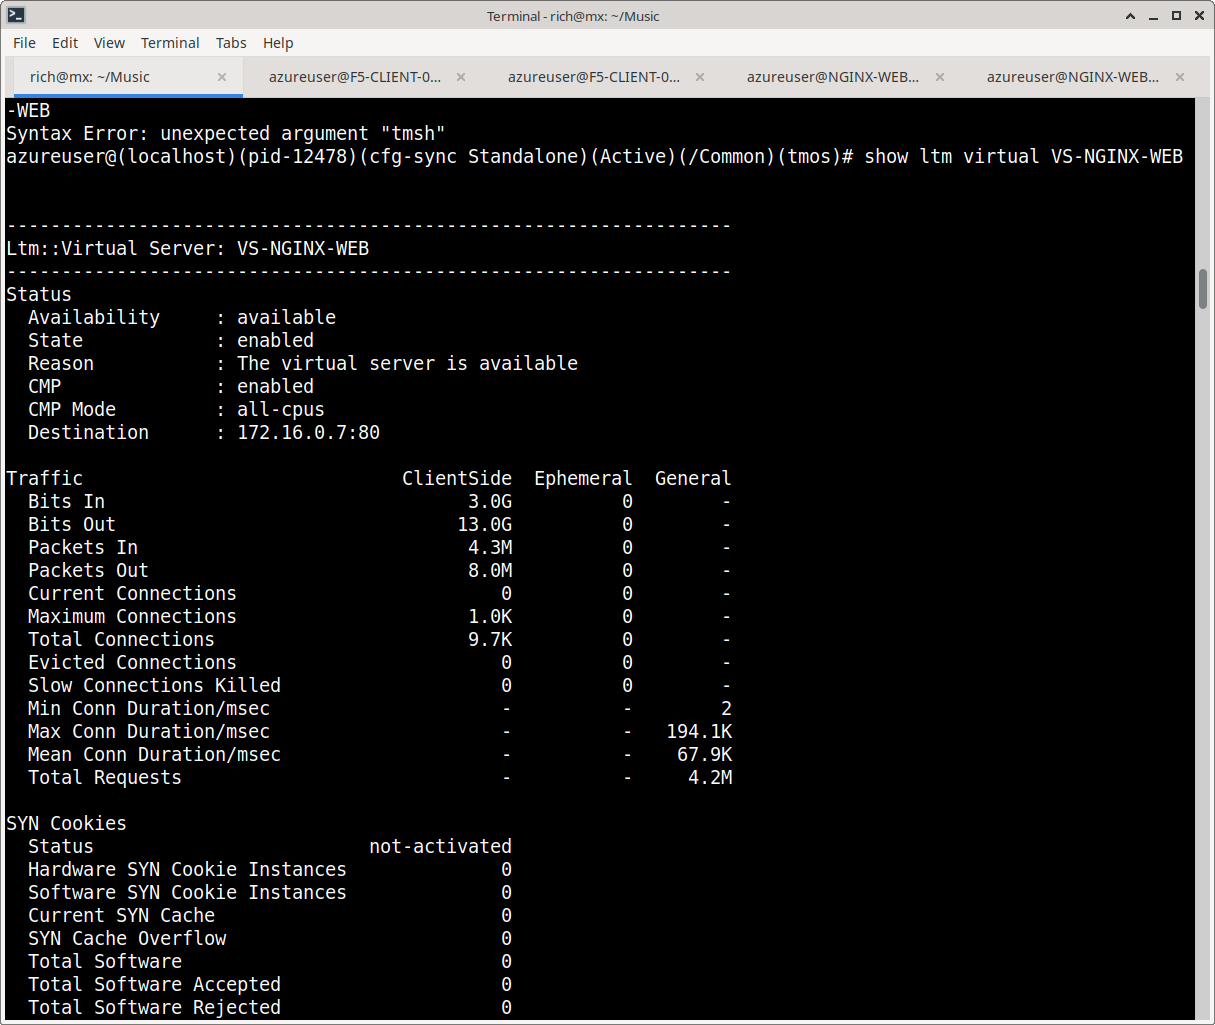 Terminal - rich@mx: ~/Music
File Edit View Terminal Tabs Help
rich@mx: ~/Music azureuser@F5-CLIENT-0... azureuser@F5-CLIENT-0... azureuser@NGINX-WEB... azureuser@NGINX-WEB...
-WEB
Syntax Error: unexpected argument "tmsh"
azureuser@(localhost)(pid-12478)(cfg-sync Standalone)(Active)(/Common)(tmos)# show ltm virtual VS-NGINX-WEB
------------------------------------------------------------------
Ltm::Virtual Server: VS-NGINX-WEB
------------------------------------------------------------------
Status
  Availability     : available
  State            : enabled
  Reason           : The virtual server is available
  CMP              : enabled
  CMP Mode         : all-cpus
  Destination      : 172.16.0.7:80
Traffic                             ClientSide  Ephemeral  General
  Bits In                                 3.0G          0        -
  Bits Out                               13.0G          0        -
  Packets In                              4.3M          0        -
  Packets Out                             8.0M          0        -
  Current Connections                        0          0        -
  Maximum Connections                     1.0K          0        -
  Total Connections                       9.7K          0        -
  Evicted Connections                        0          0        -
  Slow Connections Killed                    0          0        -
  Min Conn Duration/msec                     -          -        2
  Max Conn Duration/msec                     -          -   194.1K
  Mean Conn Duration/msec                    -          -    67.9K
  Total Requests                             -          -     4.2M
SYN Cookies
  Status                         not-activated
  Hardware SYN Cookie Instances              0
  Software SYN Cookie Instances              0
  Current SYN Cache                          0
  SYN Cache Overflow                         0
  Total Software                             0
  Total Software Accepted                    0
  Total Software Rejected                    0